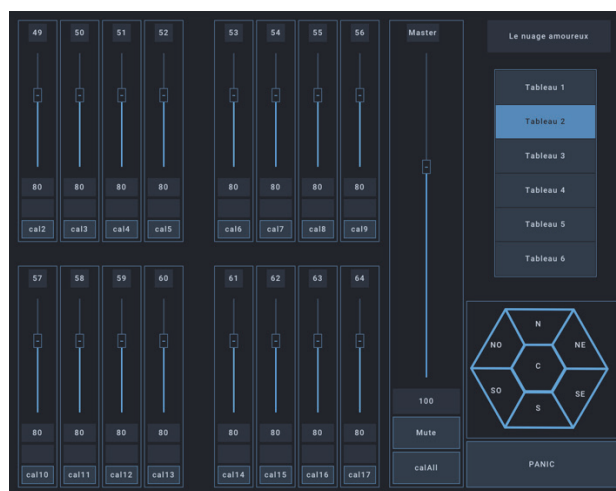 49 50 51 52 53 54 55 56 Master Le nuage amoureux
Tableau 1
Tableau 2
Tableau 3
Tableau 4
Tableau 5
Tableau 6
80 80 80 80 80 80 80 80
cal2 cal3 cal4 cal5 cal6 cal7 cal8 cal9
57 58 59 60 61 62 63 64
N
NO NE
C
SO SE
S
100
80 80 80 80 80 80 80 80 Mute
cal10 cal11 cal12 cal13 cal14 cal15 cal16 cal17 calAll PANIC